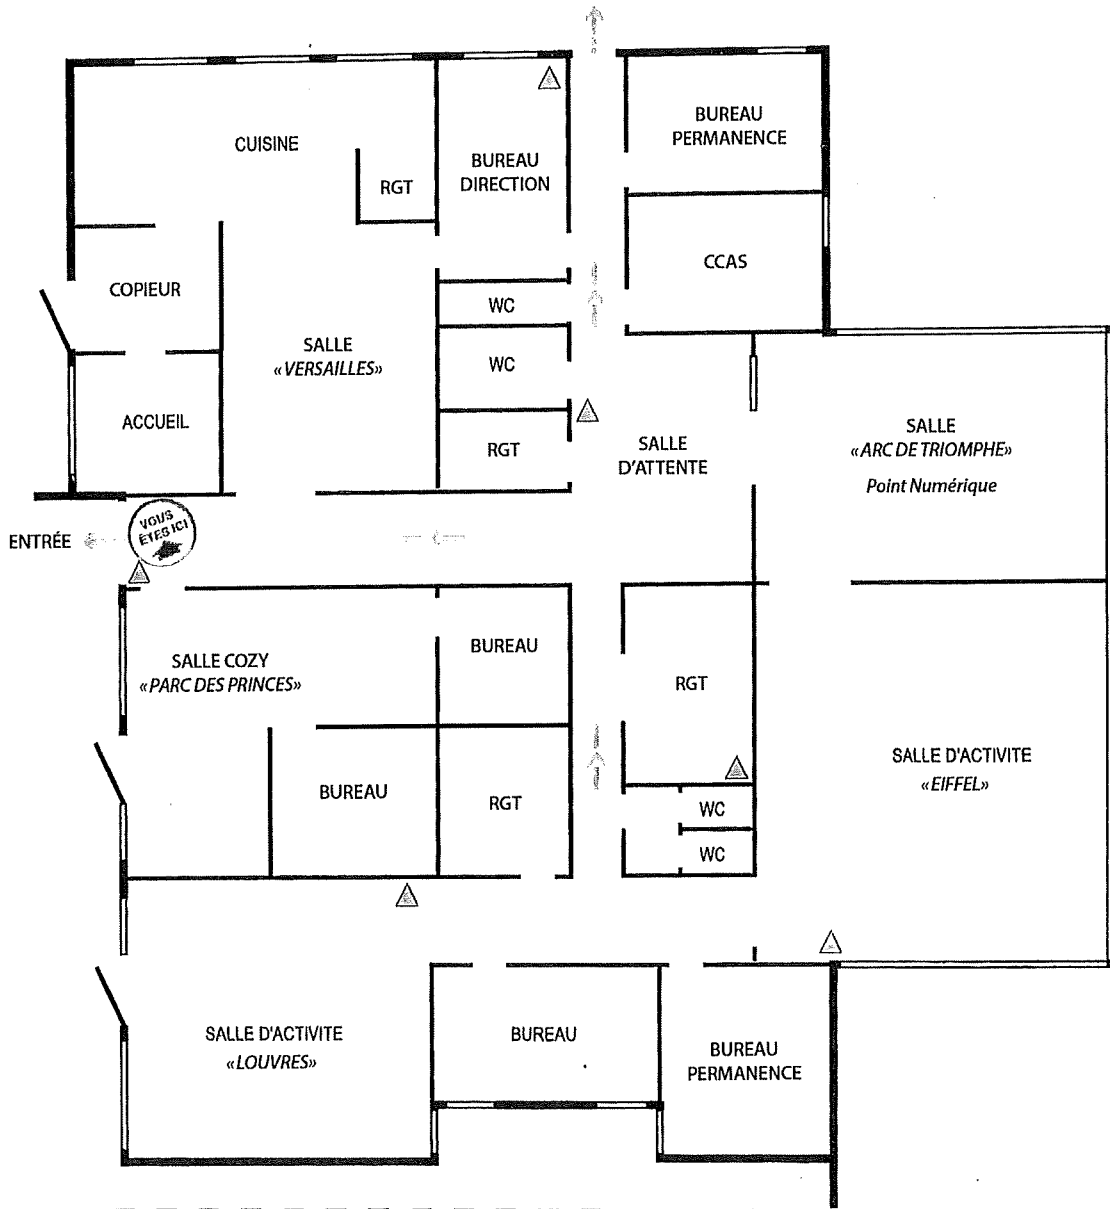 CUISINE
RGT
BUREAU
DIRECTION
BUREAU
PERMANENCE
COPIEUR
WC
CCAS
SALLE
«VERSAILLES»
WC
ACCUEIL
RGT
SALLE
D'ATTENTE
SALLE
«ARC DE TRIOMPHE»
Point Numérique
ENTRÉE
VOUS
ÊTES ICI
SALLE COZY
«PARC DES PRINCES»
BUREAU
RGT
BUREAU
RGT
WC
WC
SALLE D'ACTIVITE
«EIFFEL»
SALLE D'ACTIVITE
«LOUVRES»
BUREAU
BUREAU
PERMANENCE